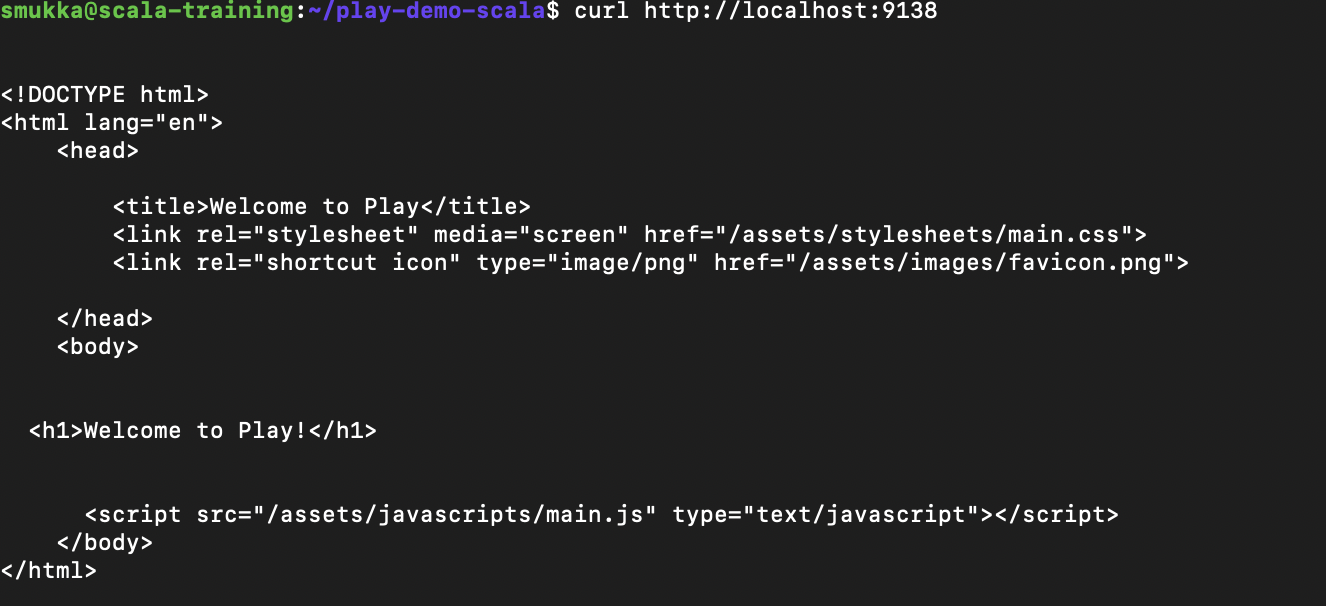 smukka@scala-training:~/play-demo-scala$ curl http://localhost:9138
<!DOCTYPE html>
<html lang="en">
    <head>
        <title>Welcome to Play</title>
        <link rel="stylesheet" media="screen" href="/assets/stylesheets/main.css">
        <link rel="shortcut icon" type="image/png" href="/assets/images/favicon.png">
    </head>
    <body>
  <h1>Welcome to Play!</h1>
      <script src="/assets/javascripts/main.js" type="text/javascript"></script>
    </body>
</html>